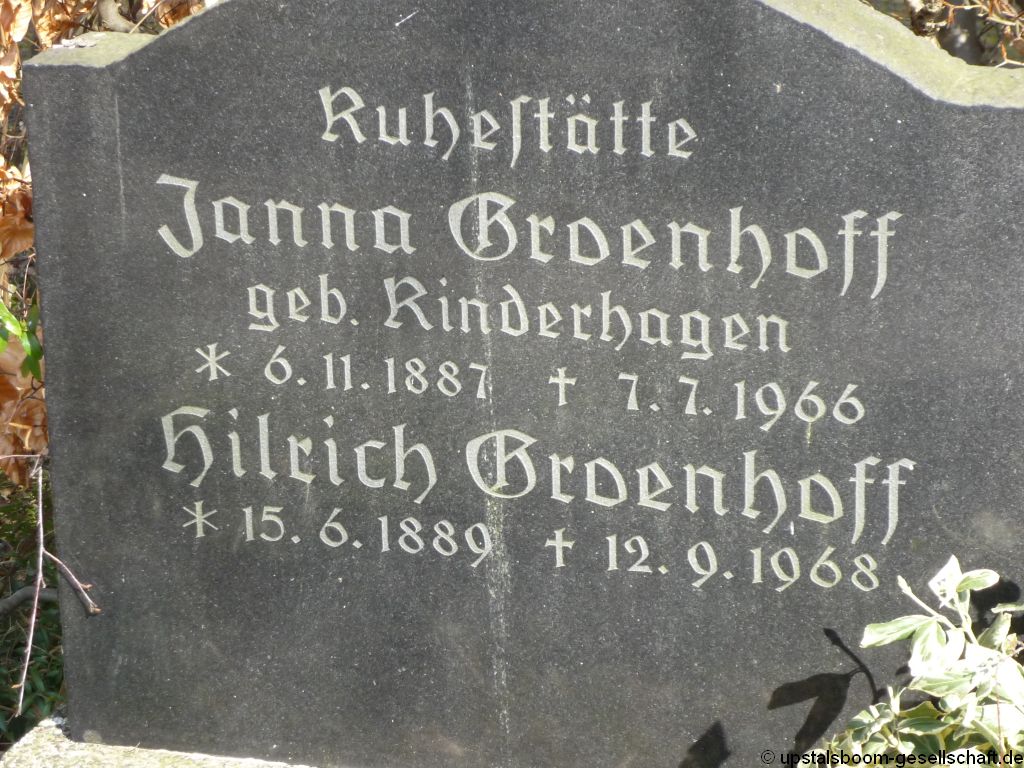 Ruheſtätte
Janna Groenhoff
geb. Rinderhagen
* 6. 11. 1887 † 7. 7. 1966
Hilrich Groenhoff
* 15. 6. 1889 † 12. 9. 1968
© upstalsboom-gesellschaft.de